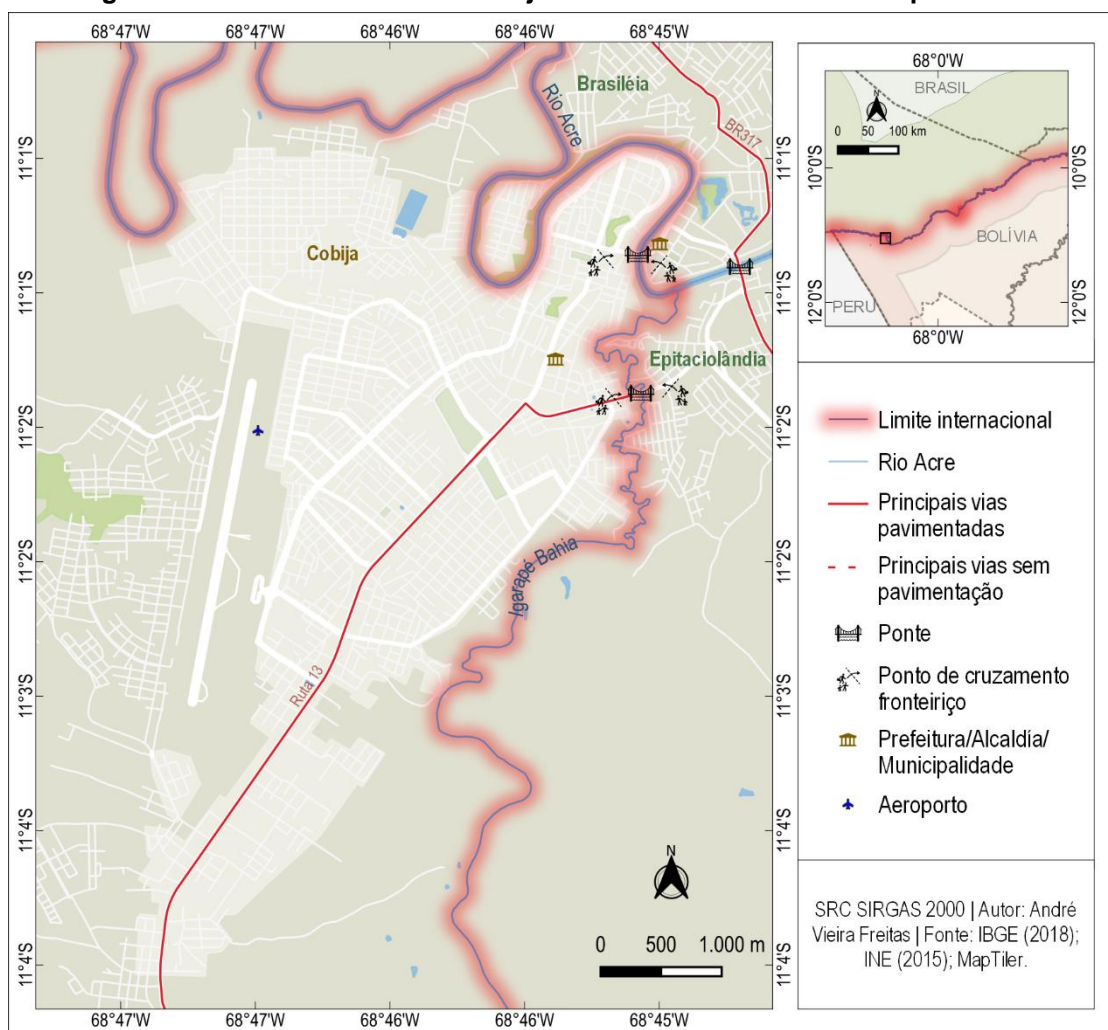 68°47'W 68°47'W 68°46'W 68°46'W 68°45'W
Brasiléia
Rio Acre
BR317
11°1'S
11°1'S
Cobija
11°1'S
11°1'S
Epitaciolândia
11°2'S
11°2'S
Igarapé Bahia
11°2'S
11°2'S
Ruta 13
11°3'S
11°3'S
11°4'S
11°4'S
N
0 500 1.000 m
11°4'S
11°4'S
68°47'W 68°47'W 68°46'W 68°46'W 68°45'W
68°0'W
BRASIL
N
0 50 100 km
10°0'S
10°0'S
BOLÍVIA
PERU
12°0'S
12°0'S
68°0'W
Limite internacional
Rio Acre
Principais vias
pavimentadas
Principais vias sem
pavimentação
Ponte
Ponto de cruzamento
fronteiriço
Prefeitura/Alcaldía/
Municipalidade
Aeroporto
SRC SIRGAS 2000 | Autor: André
Vieira Freitas | Fonte: IBGE (2018);
INE (2015); MapTiler.